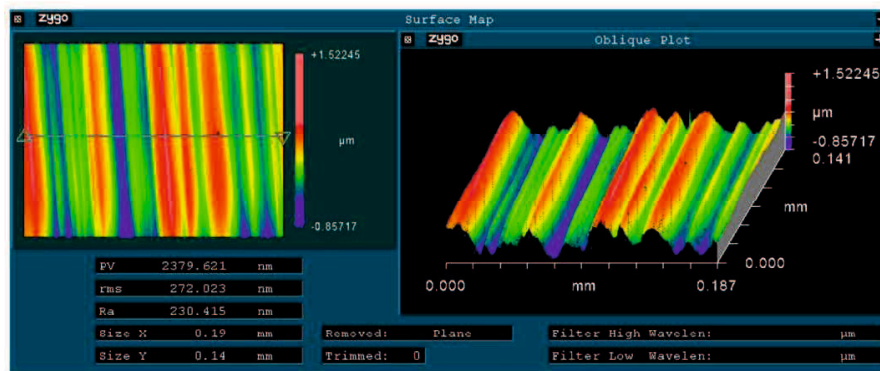 zygo Surface Map
zygo Oblique Plot
+1.52245
μm
-0.85717
+1.52245
μm
-0.85717
0.141
mm
0.000
0.000 mm 0.187
PV 2379.621 nm
rms 272.023 nm
Ra 230.415 nm
Size X 0.19 mm
Size Y 0.14 mm
Removed: Plane
Trimmed: 0
Filter High Wavelen: μm
Filter Low Wavelen: μm